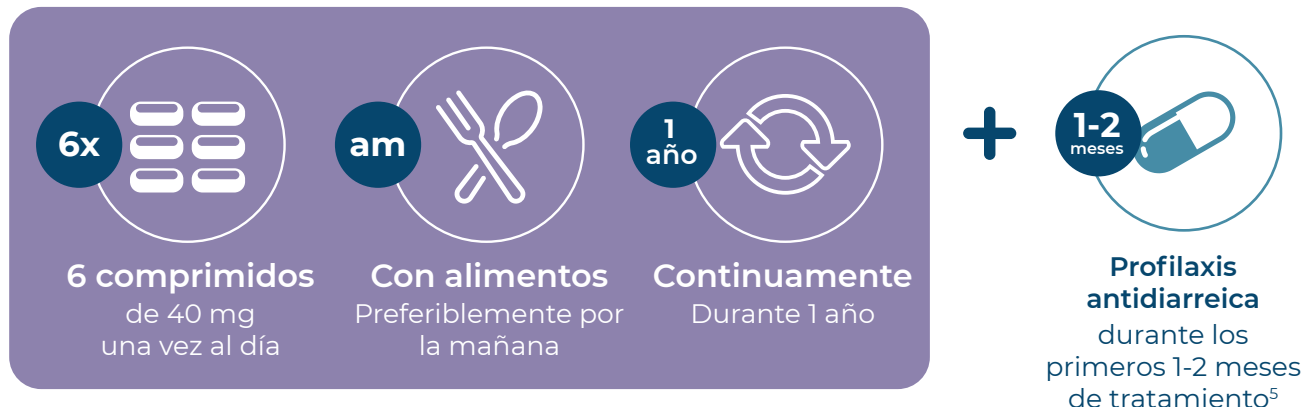 6x
am
1
año
1-2
meses
6 comprimidos
de 40 mg
una vez al día
Con alimentos
Preferiblemente por
la mañana
Continuamente
Durante 1 año
Profilaxis
antidiarreica
durante los
primeros 1-2 meses
de tratamiento⁵